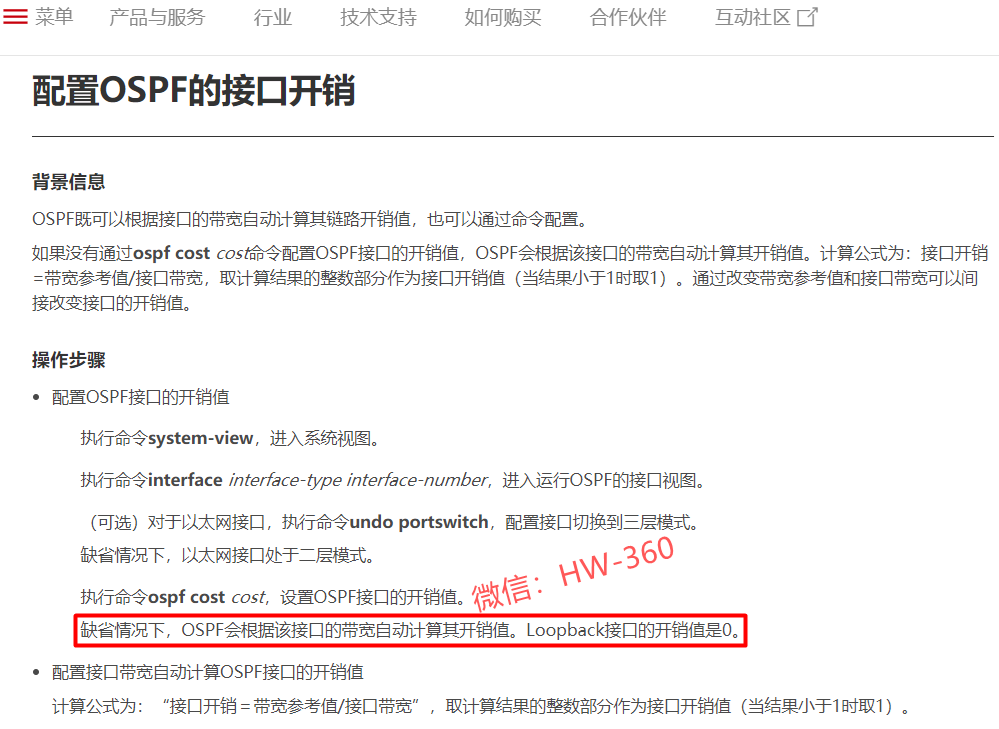 菜单 产品与服务 行业 技术支持 如何购买 合作伙伴 互动社区
配置OSPF的接口开销
背景信息
OSPF既可以根据接口的带宽自动计算其链路开销值，也可以通过命令配置。
如果没有通过ospf cost cost命令配置OSPF接口的开销值，OSPF会根据该接口的带宽自动计算其开销值。计算公式为：接口开销
=带宽参考值/接口带宽，取计算结果的整数部分作为接口开销值（当结果小于1时取1）。通过改变带宽参考值和接口带宽可以间
接改变接口的开销值。
操作步骤
• 配置OSPF接口的开销值
执行命令system-view，进入系统视图。
执行命令interface interface-type interface-number，进入运行OSPF的接口视图。
（可选）对于以太网接口，执行命令undo portswitch，配置接口切换到三层模式。
缺省情况下，以太网接口处于二层模式。
执行命令ospf cost cost，设置OSPF接口的开销值。
微信：HW-360
缺省情况下，OSPF会根据该接口的带宽自动计算其开销值。Loopback接口的开销值是0。
• 配置接口带宽自动计算OSPF接口的开销值
计算公式为：“接口开销＝带宽参考值/接口带宽”，取计算结果的整数部分作为接口开销值（当结果小于1时取1）。